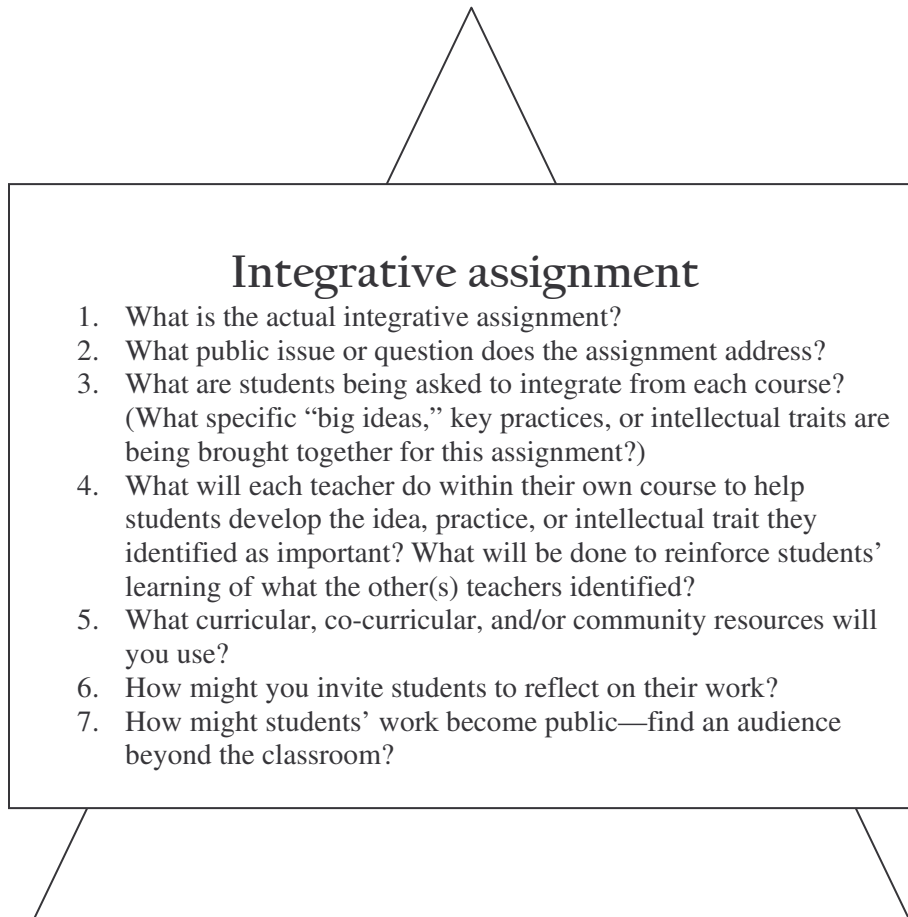 Integrative assignment
1. What is the actual integrative assignment?
2. What public issue or question does the assignment address?
3. What are students being asked to integrate from each course?
(What specific “big ideas,” key practices, or intellectual traits are
being brought together for this assignment?)
4. What will each teacher do within their own course to help
students develop the idea, practice, or intellectual trait they
identified as important? What will be done to reinforce students’
learning of what the other(s) teachers identified?
5. What curricular, co-curricular, and/or community resources will
you use?
6. How might you invite students to reflect on their work?
7. How might students’ work become public—find an audience
beyond the classroom?